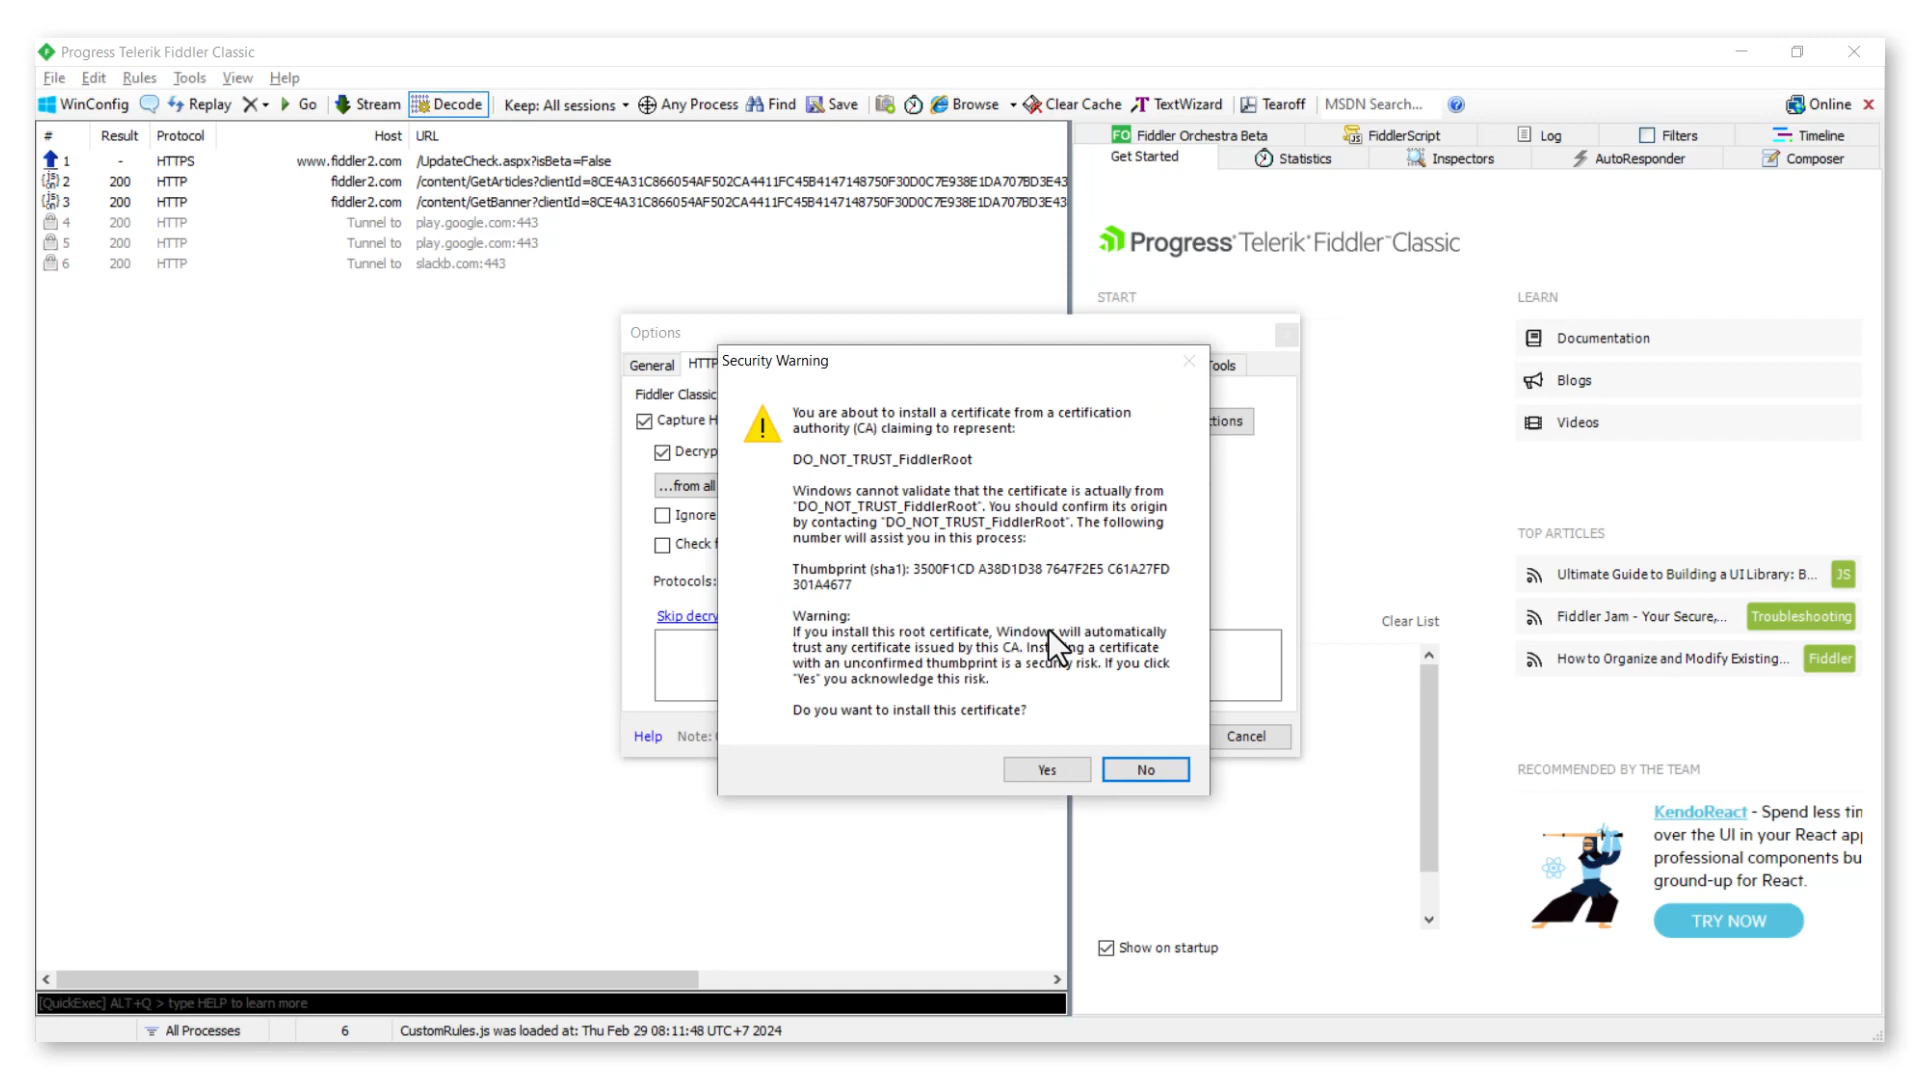 Progress Telerik Fiddler Classic
File Edit Rules Tools View Help
WinConfig Replay Go Stream Decode Keep: All sessions Any Process Find Save Browse Clear Cache TextWizard Tearoff MSDN Search... Online
# Result Protocol Host URL
1 - HTTPS www.fiddler2.com /UpdateCheck.aspx?isBeta=False
2 200 HTTP fiddler2.com /content/GetArticles?clientId=8CE4A31C866054AF502CA4411FC45B4147148750F30D0C7E938E1DA707BD3E43
3 200 HTTP fiddler2.com /content/GetBanner?clientId=8CE4A31C866054AF502CA4411FC45B4147148750F30D0C7E938E1DA707BD3E43
4 200 HTTP Tunnel to play.google.com:443
5 200 HTTP Tunnel to play.google.com:443
6 200 HTTP Tunnel to slackb.com:443
FO Fiddler Orchestra Beta FiddlerScript Log Filters Timeline
Get Started Statistics Inspectors AutoResponder Composer
Progress Telerik Fiddler Classic
START
LEARN
Documentation
Blogs
Videos
TOP ARTICLES
Ultimate Guide to Building a UI Library: B... JS
Fiddler Jam - Your Secure,... Troubleshooting
How to Organize and Modify Existing... Fiddler
Clear List
RECOMMENDED BY THE TEAM
KendoReact - Spend less tin
over the UI in your React app
professional components bu
ground-up for React.
TRY NOW
Show on startup
Options
General HTTP Tools
Fiddler Classic
Capture H
tions
Decryp
...from all
Ignore
Check f
Protocols:
Skip decry
Help Note:
Cancel
Security Warning
You are about to install a certificate from a certification
authority (CA) claiming to represent:
DO_NOT_TRUST_FiddlerRoot
Windows cannot validate that the certificate is actually from
"DO_NOT_TRUST_FiddlerRoot". You should confirm its origin
by contacting "DO_NOT_TRUST_FiddlerRoot". The following
number will assist you in this process:
Thumbprint (sha1): 3500F1CD A38D1D38 7647F2E5 C61A27FD
301A4677
Warning:
If you install this root certificate, Windows will automatically
trust any certificate issued by this CA. Installing a certificate
with an unconfirmed thumbprint is a security risk. If you click
"Yes" you acknowledge this risk.
Do you want to install this certificate?
Yes No
[QuickExec] ALT+Q > type HELP to learn more
All Processes 6 CustomRules.js was loaded at: Thu Feb 29 08:11:48 UTC+7 2024